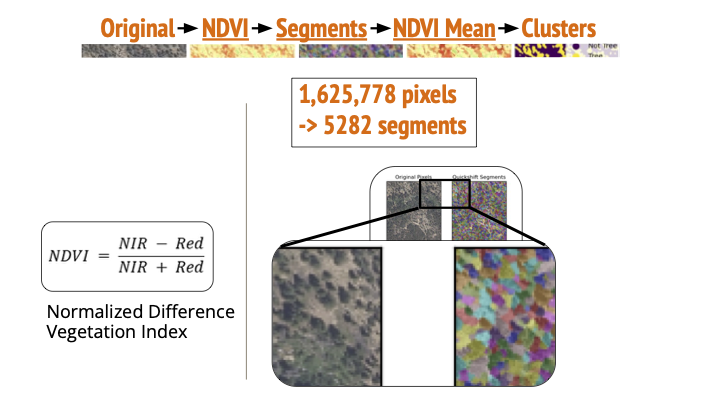 Original → NDVI → Segments → NDVI Mean → Clusters
Not Tree
Tree
1,625,778 pixels
-> 5282 segments
Original Pixels
Quickshift Segments
NDVI = NIR − Red / NIR + Red
Normalized Difference
Vegetation Index